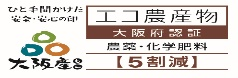 ひと手間かけた
安全・安心の印
大阪産(もん)
エコ農産物
大阪府認証
農薬・化学肥料
【5割減】